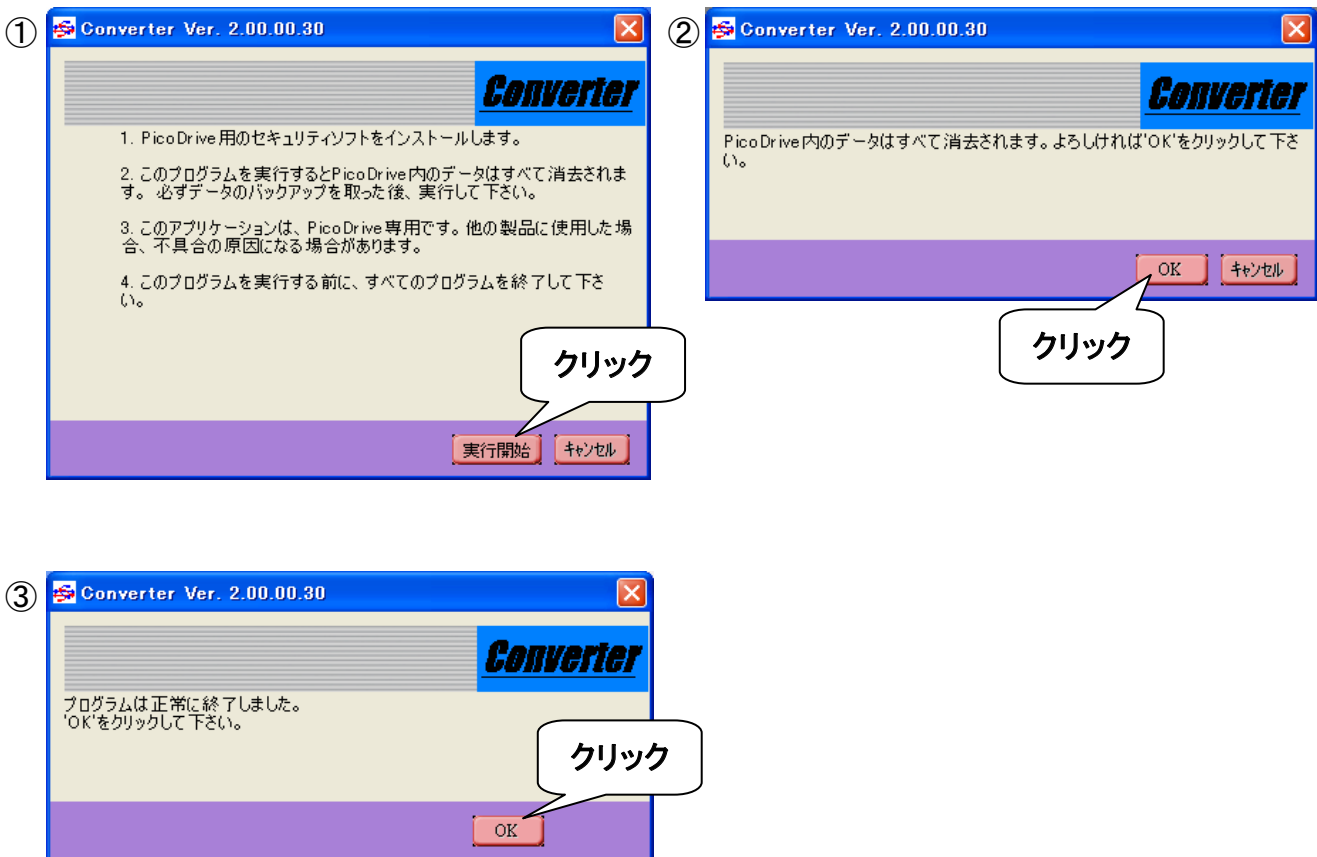 ①
Converter Ver. 2.00.00.30
Converter
1. PicoDrive用のセキュリティソフトをインストールします。
2. このプログラムを実行するとPicoDrive内のデータはすべて消去されま
す。 必ずデータのバックアップを取った後、実行して下さい。
3. このアプリケーションは、PicoDrive専用です。他の製品に使用した場
合、不具合の原因になる場合があります。
4. このプログラムを実行する前に、すべてのプログラムを終了して下さ
い。
クリック
実行開始 キャンセル
②
Converter Ver. 2.00.00.30
Converter
PicoDrive内のデータはすべて消去されます。よろしければ'OK'をクリックして下さ
い。
OK キャンセル
クリック
③
Converter Ver. 2.00.00.30
Converter
プログラムは正常に終了しました。
'OK'をクリックして下さい。
クリック
OK